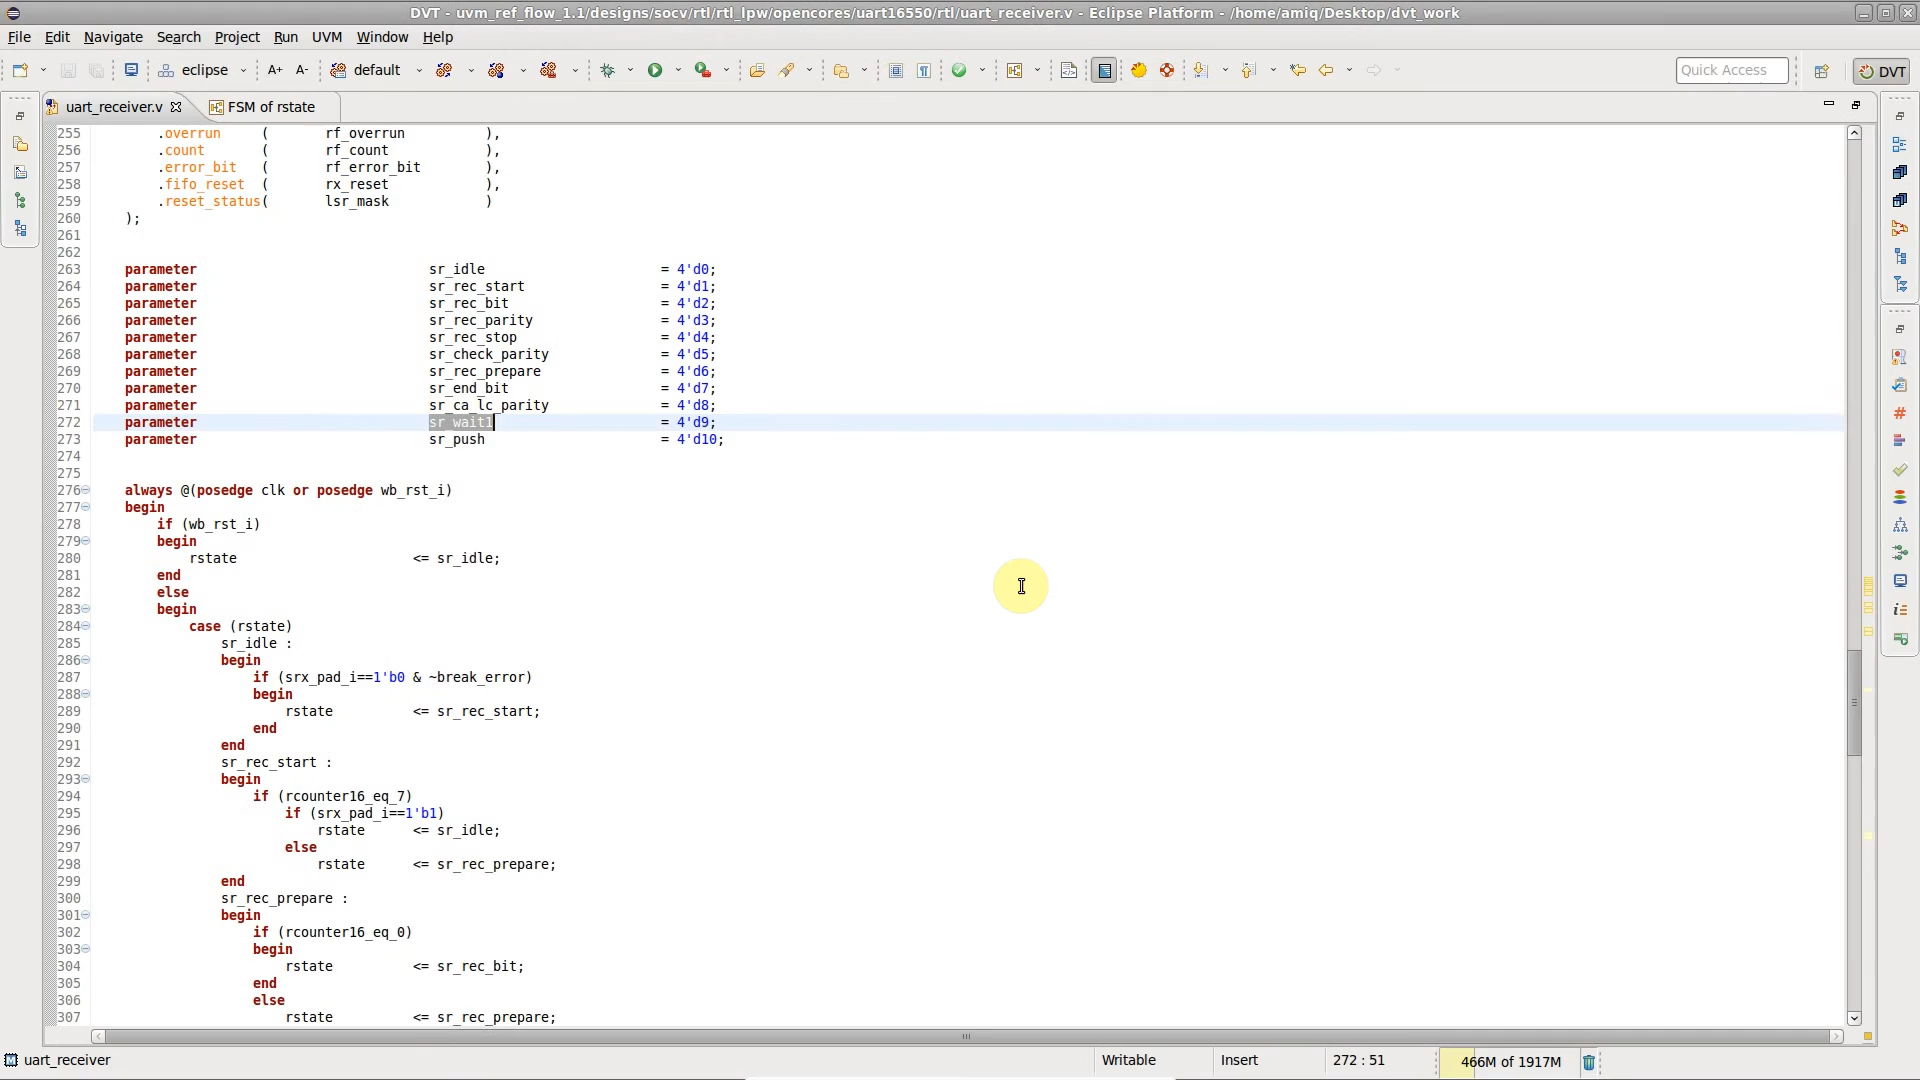 DVT - uvm_ref_flow_1.1/designs/socv/rtl/rtl_lpw/opencores/uart16550/rtl/uart_receiver.v - Eclipse Platform - /home/amiq/Desktop/dvt_work
File Edit Navigate Search Project Run UVM Window Help
eclipse A+ A- default Quick Access DVT
uart_receiver.v FSM of rstate
255 .overrun ( rf_overrun ),
256 .count ( rf_count ),
257 .error_bit ( rf_error_bit ),
258 .fifo_reset ( rx_reset ),
259 .reset_status( lsr_mask )
260 );
261
262
263 parameter sr_idle = 4'd0;
264 parameter sr_rec_start = 4'd1;
265 parameter sr_rec_bit = 4'd2;
266 parameter sr_rec_parity = 4'd3;
267 parameter sr_rec_stop = 4'd4;
268 parameter sr_check_parity = 4'd5;
269 parameter sr_rec_prepare = 4'd6;
270 parameter sr_end_bit = 4'd7;
271 parameter sr_ca_lc_parity = 4'd8;
272 parameter sr_wait1 = 4'd9;
273 parameter sr_push = 4'd10;
274
275
276 always @(posedge clk or posedge wb_rst_i)
277 begin
278 if (wb_rst_i)
279 begin
280 rstate <= sr_idle;
281 end
282 else
283 begin
284 case (rstate)
285 sr_idle :
286 begin
287 if (srx_pad_i==1'b0 & ~break_error)
288 begin
289 rstate <= sr_rec_start;
290 end
291 end
292 sr_rec_start :
293 begin
294 if (rcounter16_eq_7)
295 if (srx_pad_i==1'b1)
296 rstate <= sr_idle;
297 else
298 rstate <= sr_rec_prepare;
299 end
300 sr_rec_prepare :
301 begin
302 if (rcounter16_eq_0)
303 begin
304 rstate <= sr_rec_bit;
305 end
306 else
307 rstate <= sr_rec_prepare;
uart_receiver Writable Insert 272 : 51 466M of 1917M